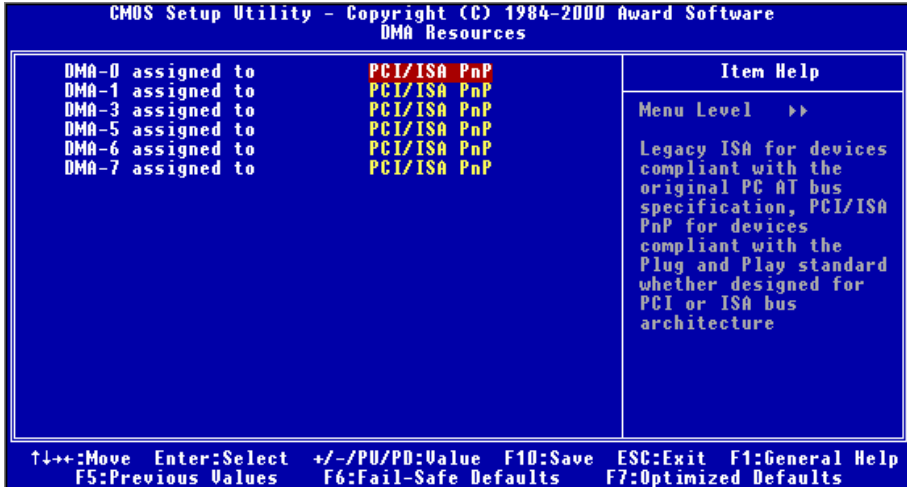 CMOS Setup Utility - Copyright (C) 1984-2000 Award Software
DMA Resources
DMA-0 assigned to PCI/ISA PnP
DMA-1 assigned to PCI/ISA PnP
DMA-3 assigned to PCI/ISA PnP
DMA-5 assigned to PCI/ISA PnP
DMA-6 assigned to PCI/ISA PnP
DMA-7 assigned to PCI/ISA PnP
Item Help
Menu Level ▸▸
Legacy ISA for devices
compliant with the
original PC AT bus
specification, PCI/ISA
PnP for devices
compliant with the
Plug and Play standard
whether designed for
PCI or ISA bus
architecture
↑↓→←:Move Enter:Select +/-/PU/PD:Value F10:Save ESC:Exit F1:General Help
F5:Previous Values F6:Fail-Safe Defaults F7:Optimized Defaults